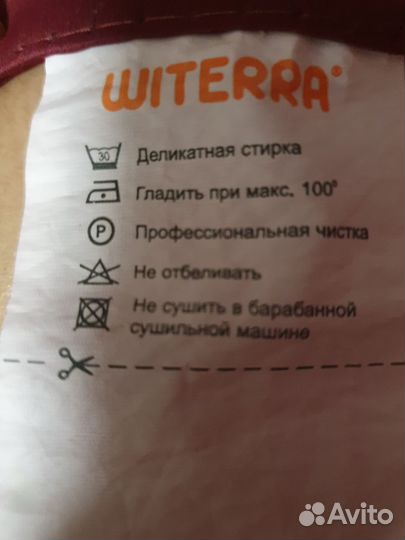 WITERRA®
30 Деликатная стирка
Гладить при макс. 100°
P Профессиональная чистка
Не отбеливать
Не сушить в барабанной
сушильной машине
Avito